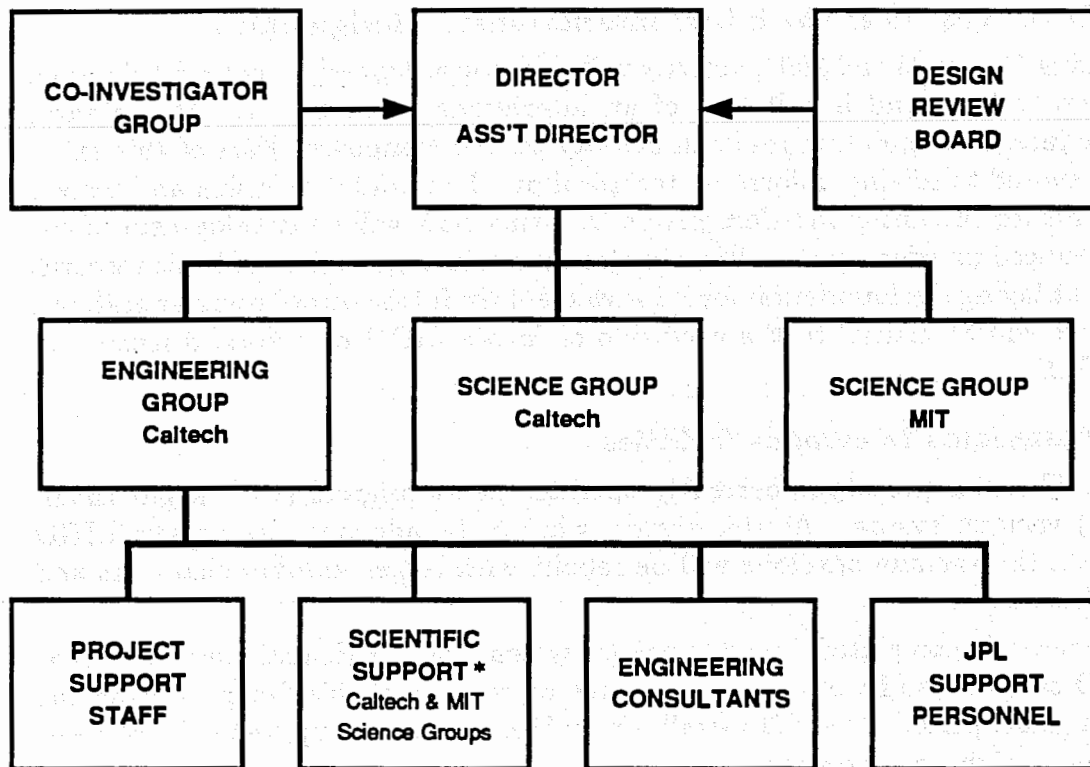 CO-INVESTIGATOR
GROUP
DIRECTOR
ASS'T DIRECTOR
DESIGN
REVIEW
BOARD
ENGINEERING
GROUP
Caltech
SCIENCE GROUP
Caltech
SCIENCE GROUP
MIT
PROJECT
SUPPORT
STAFF
SCIENTIFIC
SUPPORT *
Caltech & MIT
Science Groups
ENGINEERING
CONSULTANTS
JPL
SUPPORT
PERSONNEL